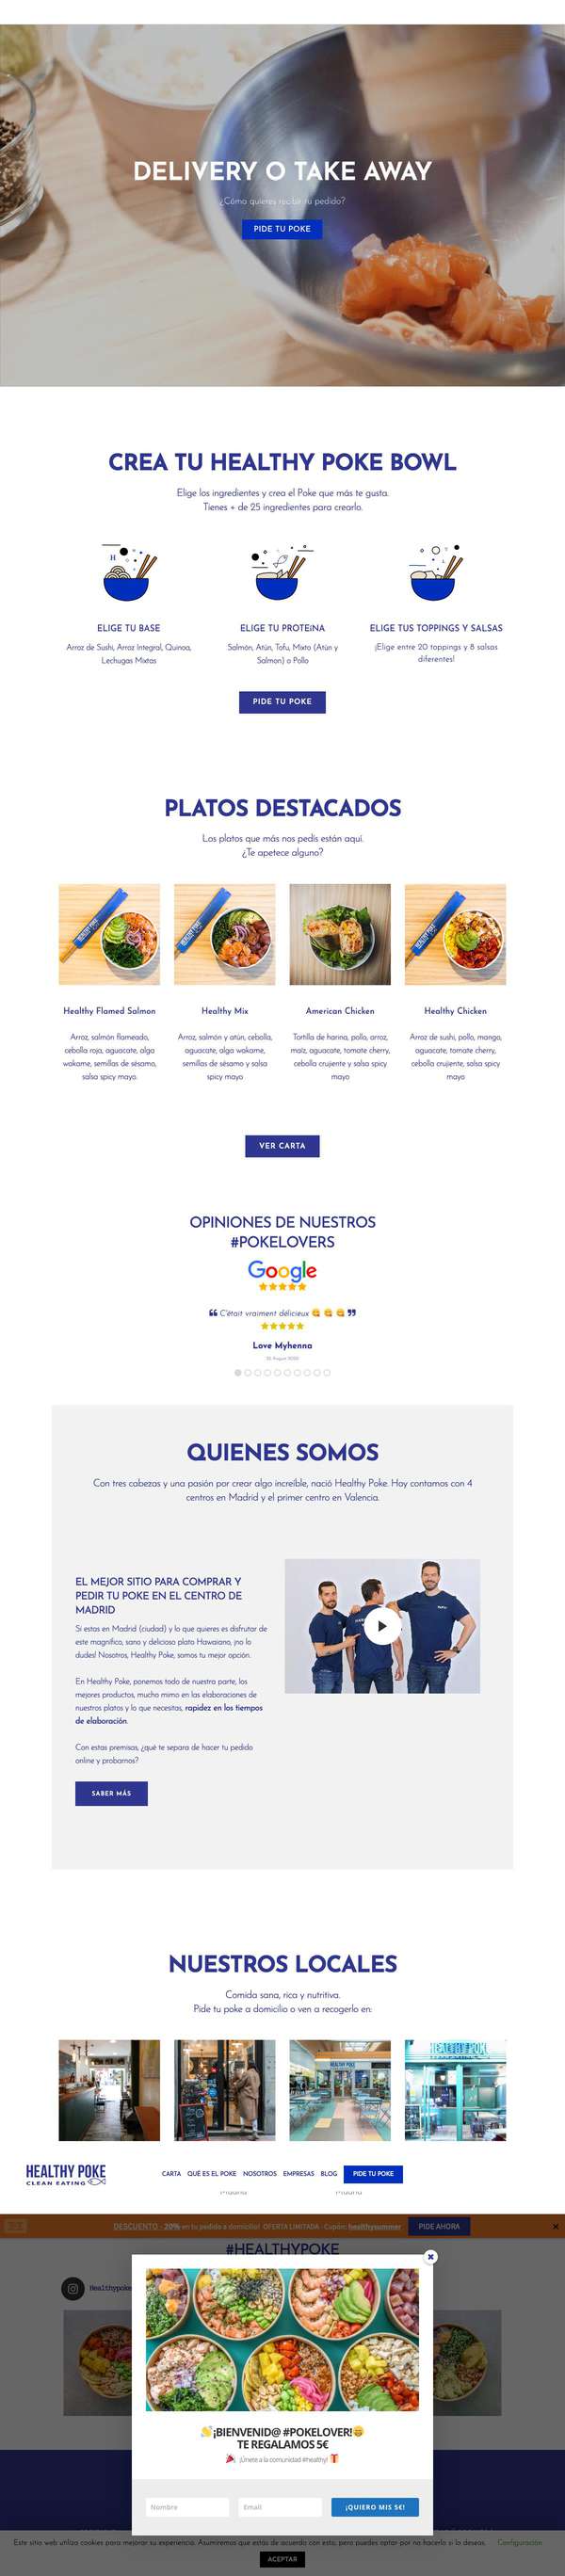 DELIVERY O TAKE AWAY
¿Cómo quieres recibir tu pedido?
PIDE TU POKE
CREA TU HEALTHY POKE BOWL
Elige los ingredientes y crea el Poke que más te gusta.
Tienes + de 25 ingredientes para crearlo.
ELIGE TU BASE
Arroz de Sushi, Arroz Integral, Quinoa,
Lechugas Mixtas
ELIGE TU PROTEíNA
Salmón, Atún, Tofu, Mixto (Atún y
Salmon) o Pollo
ELIGE TUS TOPPINGS Y SALSAS
¡Elige entre 20 toppings y 8 salsas
diferentes!
PIDE TU POKE
PLATOS DESTACADOS
Los platos que más nos pedís están aquí.
¿Te apetece alguno?
Healthy Flamed Salmon
Arroz, salmón flameado,
cebolla roja, aguacate, alga
wakame, semillas de sésamo,
salsa spicy mayo.
Healthy Mix
Arroz, salmón y atún, cebolla,
aguacate, alga wakame,
semillas de sésamo y salsa
spicy mayo
American Chicken
Tortilla de harina, pollo, arroz,
maíz, aguacate, tomate cherry,
cebolla crujiente y salsa spicy
mayo
Healthy Chicken
Arroz de sushi, pollo, mango,
aguacate, tomate cherry,
cebolla crujiente, salsa spicy
mayo
VER CARTA
OPINIONES DE NUESTROS
#POKELOVERS
Google
C'était vraiment délicieux
Love Myhenna
QUIENES SOMOS
Con tres cabezas y una pasión por crear algo increíble, nació Healthy Poke. Hoy contamos con 4
centros en Madrid y el primer centro en Valencia.
EL MEJOR SITIO PARA COMPRAR Y
PEDIR TU POKE EN EL CENTRO DE
MADRID
Si estas en Madrid (ciudad) y lo que quieres es disfrutar de
este magnífico, sano y delicioso plato Hawaiano, ¡no lo
dudes! Nosotros, Healthy Poke, somos tu mejor opción.
En Healthy Poke, ponemos todo de nuestra parte, los
mejores productos, mucho mimo en las elaboraciones de
nuestros platos y lo que necesitas, rapidez en los tiempos
de elaboración.
Con estas premisas, ¿qué te separa de hacer tu pedido
online y probarnos?
SABER MÁS
NUESTROS LOCALES
Comida sana, rica y nutritiva.
Pide tu poke a domicilio o ven a recogerlo en:
HEALTHY POKE
CLEAN EATING
CARTA QUÉ ES EL POKE NOSOTROS EMPRESAS BLOG PIDE TU POKE
DESCUENTO -20% en tu pedido a domicilio! OFERTA LIMITADA - Cupón: healthysummer PIDE AHORA
#HEALTHYPOKE
Healthypoke
¡BIENVENID@ #POKELOVER!
TE REGALAMOS 5€
¡Únete a la comunidad #healthy!
Nombre Email ¡QUIERO MIS 5€!
Este sitio web utiliza cookies para mejorar su experiencia. Asumiremos que estás de acuerdo con esto, pero puedes optar por no hacerlo si lo deseas. Configuración
ACEPTAR